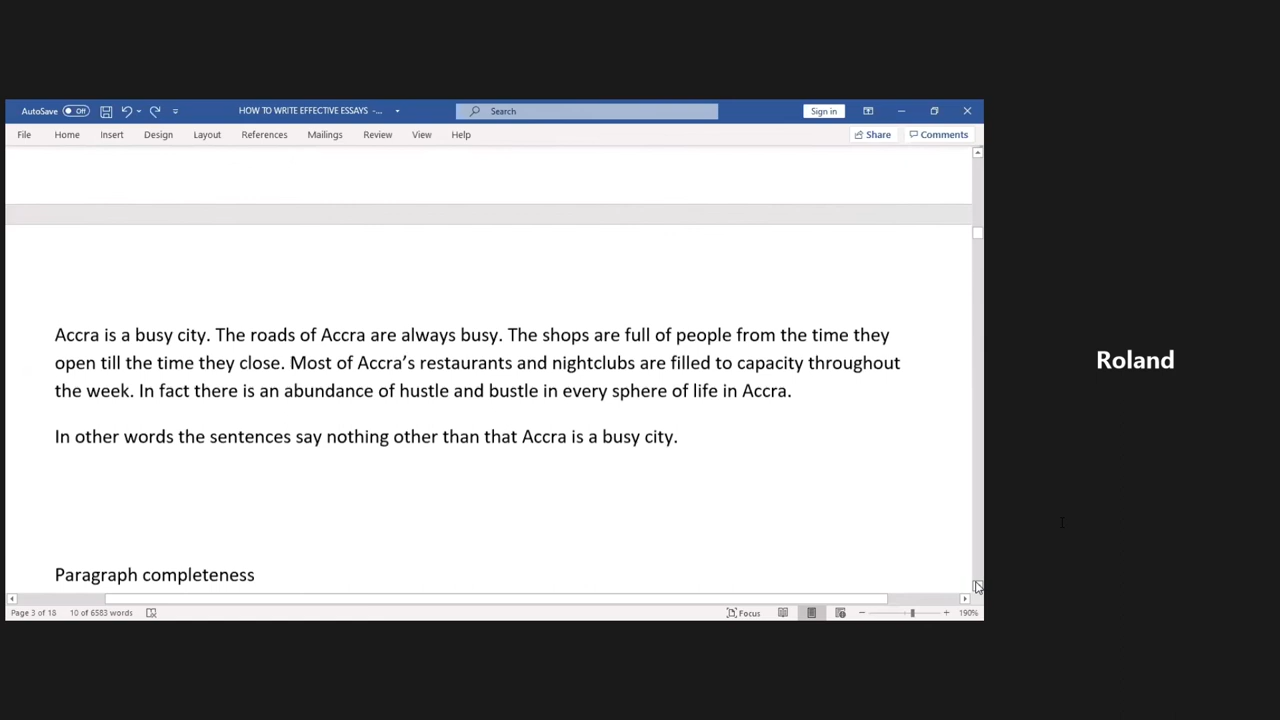 AutoSave Off HOW TO WRITE EFFECTIVE ESSAYS -... Search Sign in
File Home Insert Design Layout References Mailings Review View Help Share Comments
Accra is a busy city. The roads of Accra are always busy. The shops are full of people from the time they
open till the time they close. Most of Accra’s restaurants and nightclubs are filled to capacity throughout
the week. In fact there is an abundance of hustle and bustle in every sphere of life in Accra.
Roland
In other words the sentences say nothing other than that Accra is a busy city.
Paragraph completeness
Page 3 of 18 10 of 6583 words Focus 190%